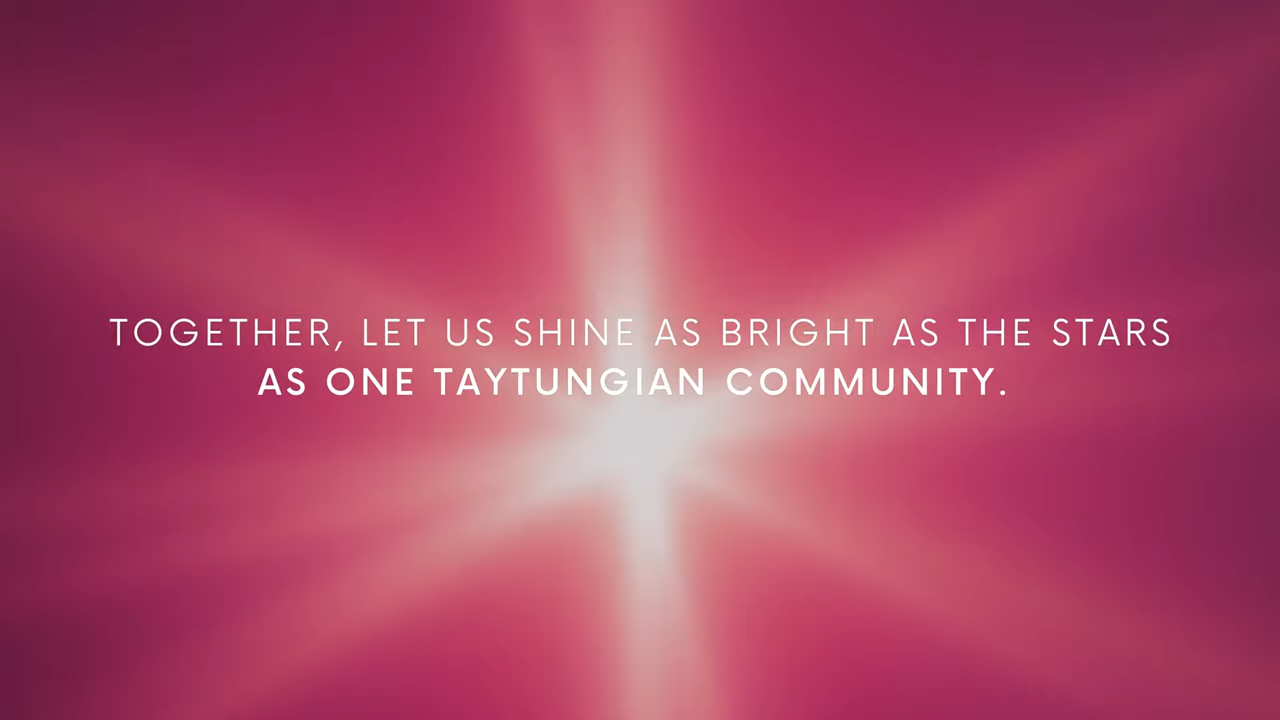 TOGETHER, LET US SHINE AS BRIGHT AS THE STARS
AS ONE TAYTUNGIAN COMMUNITY.